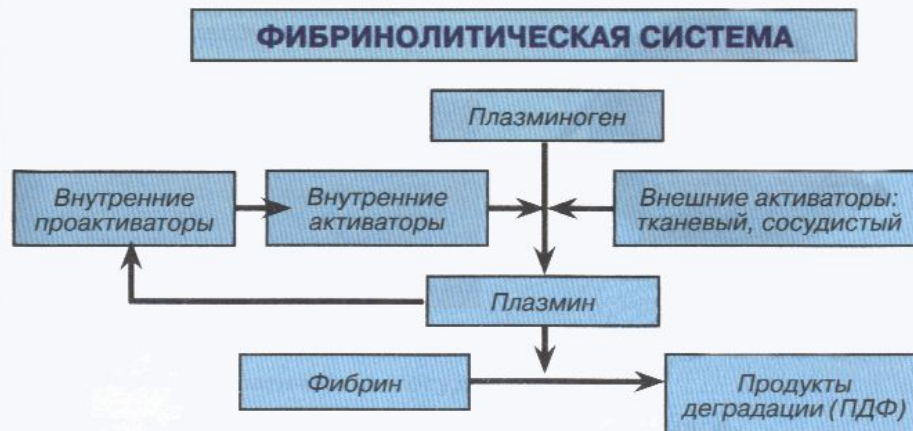 ФИБРИНОЛИТИЧЕСКАЯ СИСТЕМА
Плазминоген
Внутренние
проактиваторы
Внутренние
активаторы
Внешние активаторы:
тканевый, сосудистый
Плазмин
Фибрин
Продукты
деградации (ПДФ)